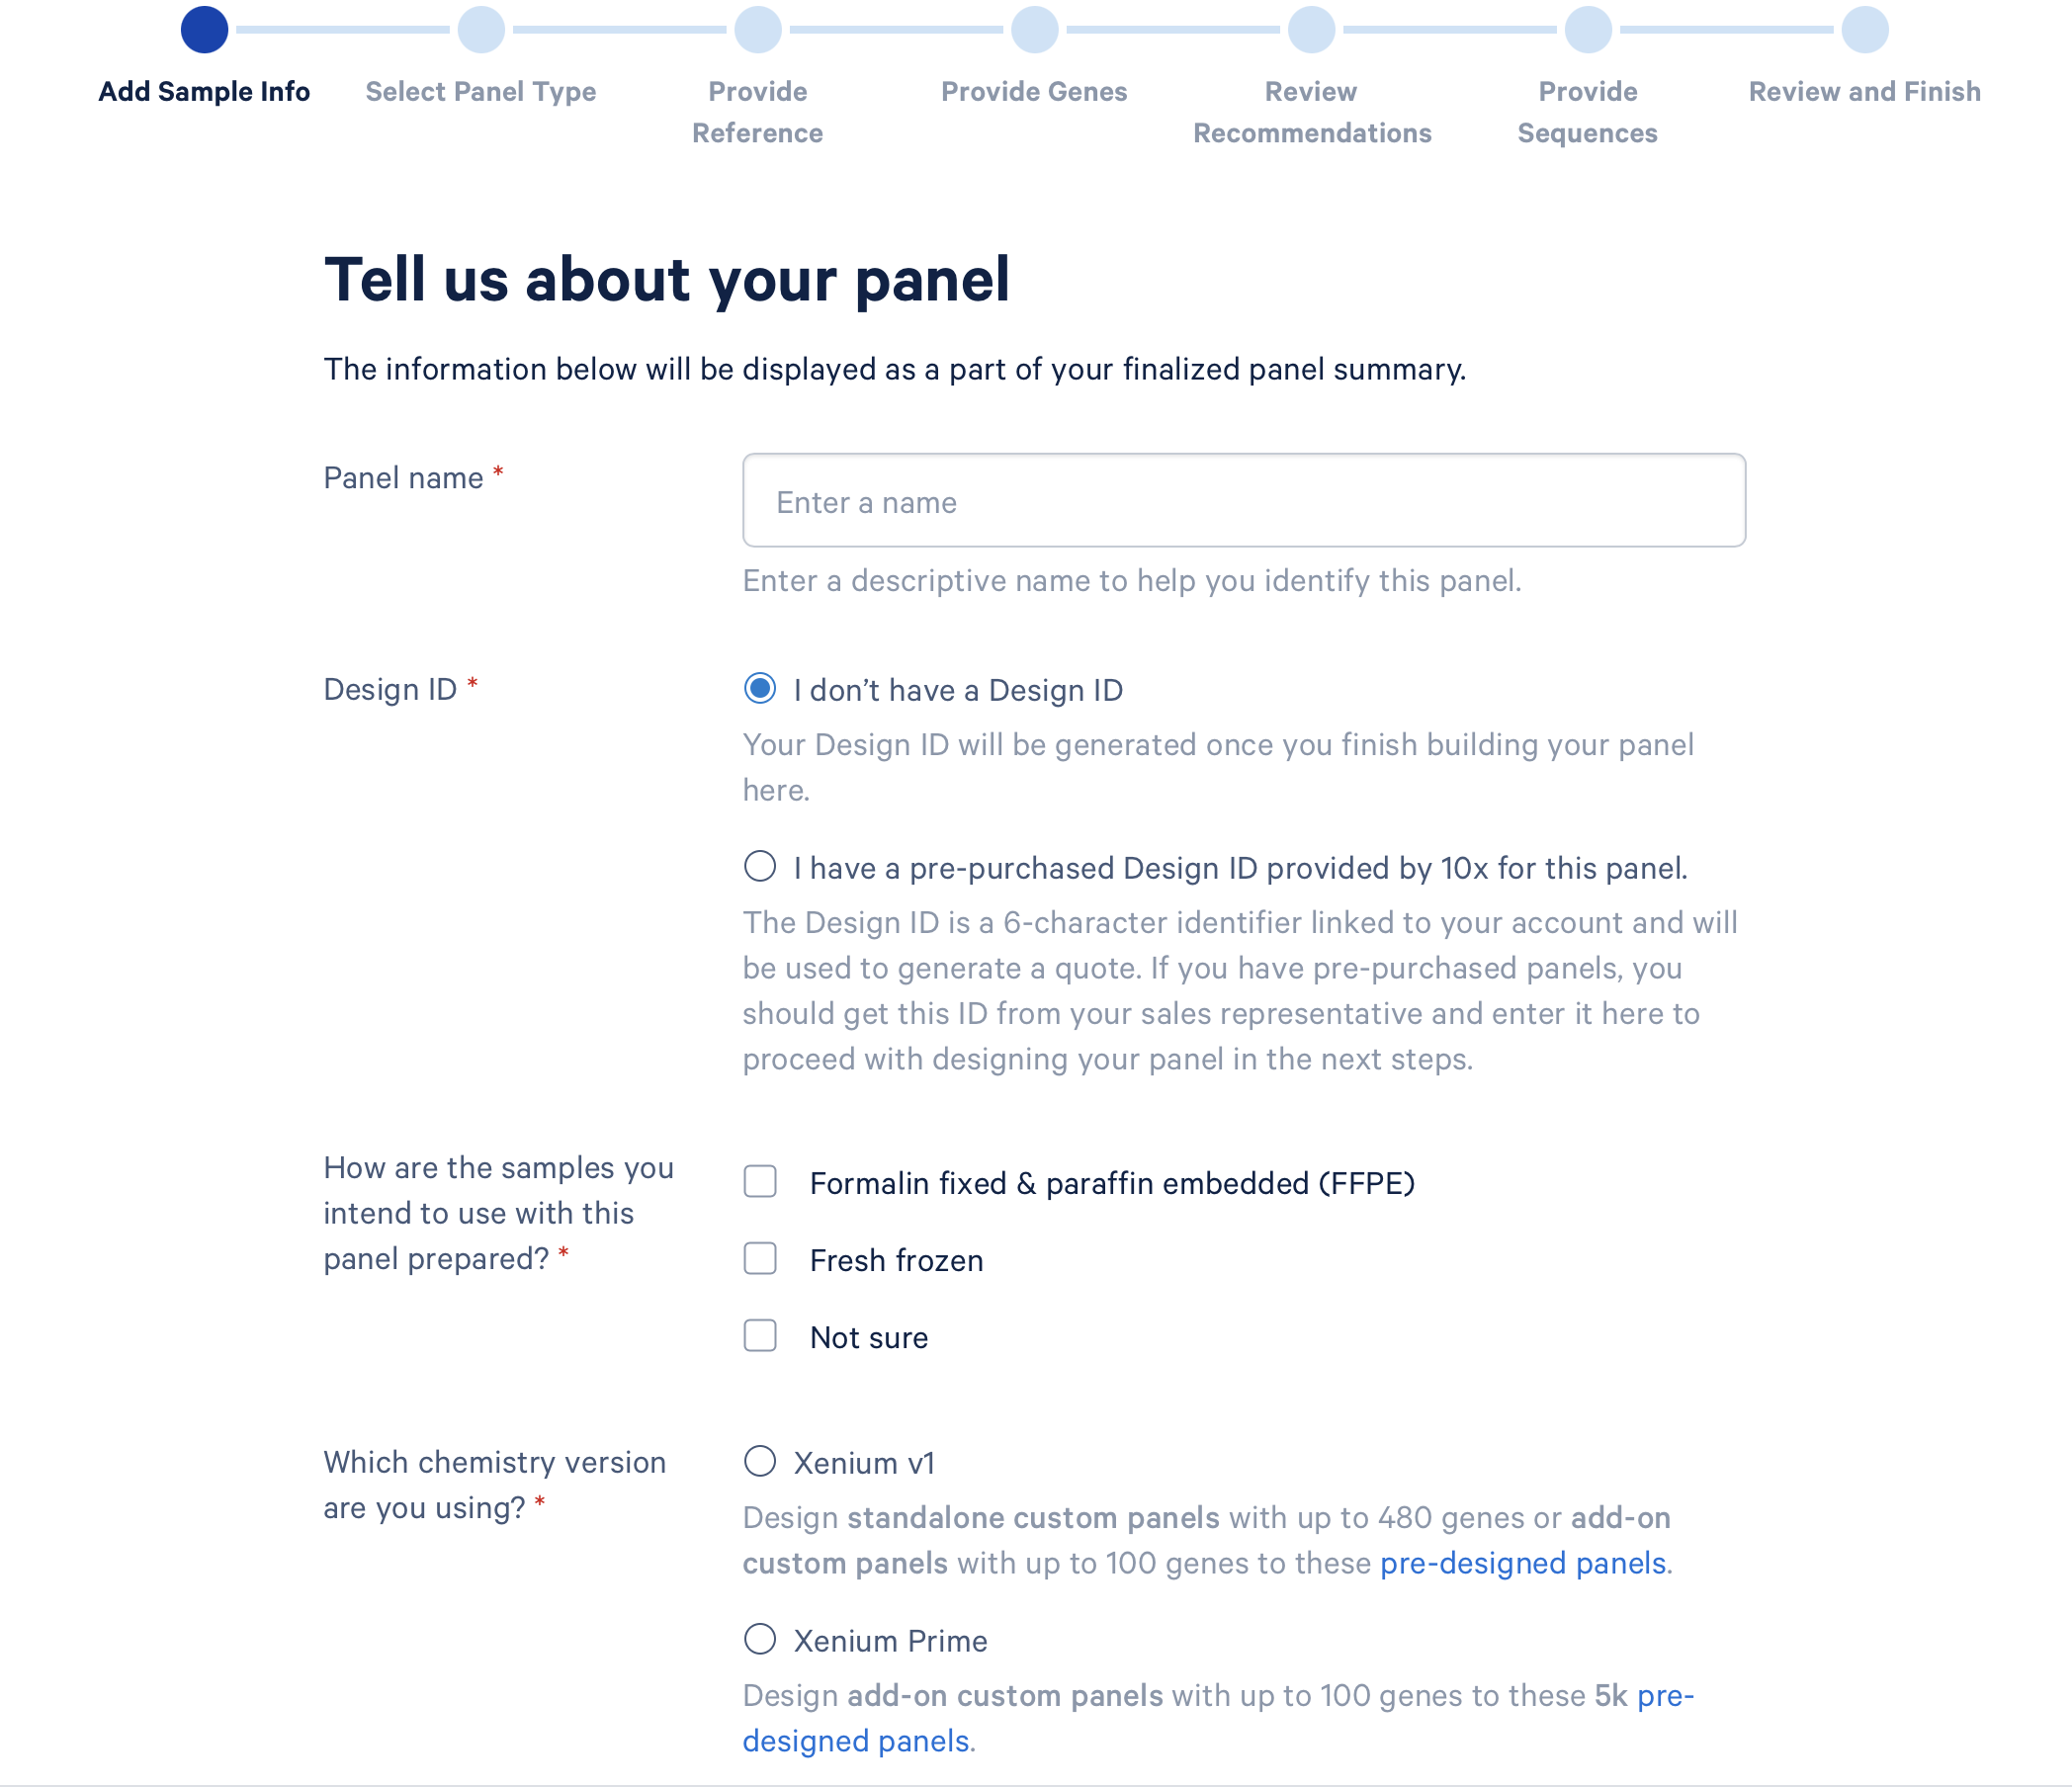 Add Sample Info
Select Panel Type
Provide
Reference
Provide Genes
Review
Recommendations
Provide
Sequences
Review and Finish
Tell us about your panel
The information below will be displayed as a part of your finalized panel summary.
Panel name *
Enter a name
Enter a descriptive name to help you identify this panel.
Design ID *
I don’t have a Design ID
Your Design ID will be generated once you finish building your panel
here.
I have a pre-purchased Design ID provided by 10x for this panel.
The Design ID is a 6-character identifier linked to your account and will
be used to generate a quote. If you have pre-purchased panels, you
should get this ID from your sales representative and enter it here to
proceed with designing your panel in the next steps.
How are the samples you
intend to use with this
panel prepared? *
Formalin fixed & paraffin embedded (FFPE)
Fresh frozen
Not sure
Which chemistry version
are you using? *
Xenium v1
Design standalone custom panels with up to 480 genes or add-on
custom panels with up to 100 genes to these pre-designed panels.
Xenium Prime
Design add-on custom panels with up to 100 genes to these 5k pre-
designed panels.